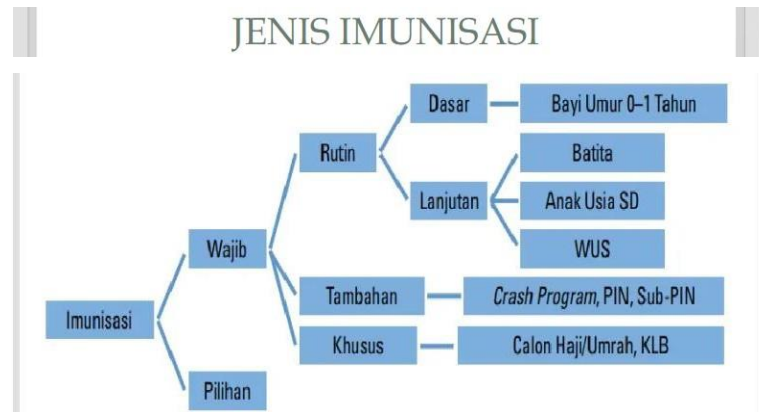 JENIS IMUNISASI
Dasar
Bayi Umur 0–1 Tahun
Rutin
Batita
Lanjutan
Anak Usia SD
Wajib
WUS
Tambahan
Crash Program, PIN, Sub-PIN
Imunisasi
Khusus
Calon Haji/Umrah, KLB
Pilihan